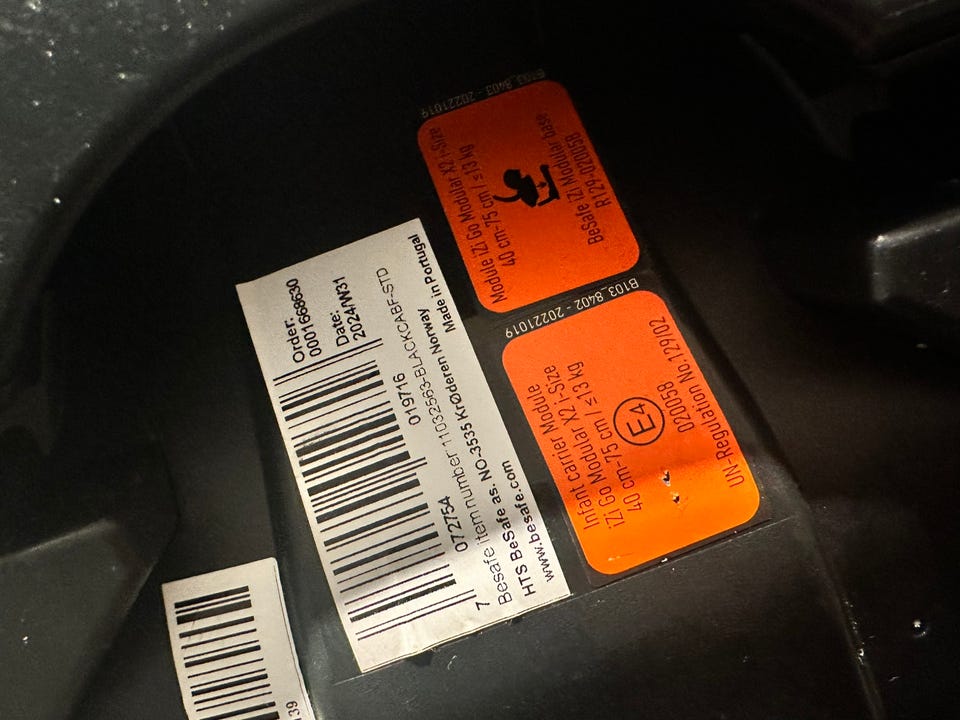 Order:
0001668630
Date:
2024/W31
7 072754 019716
Besafe item number: 11032563-BLACKCABF-STD
HTS BeSafe as. NO-3535 KrØderen Norway
www.besafe.com
Made in Portugal
B103_8403 - 20221019
Module iZi Go Modular X2 i-Size
40 cm-75 cm / ≤13 kg
BeSafe iZi Modular base
R129-020058
B103_8402 - 20221019
Infant carrier Module
iZi Go Modular X2 i-Size
40 cm-75 cm / ≤13 kg
E4
020058
UN Regulation No.129/02